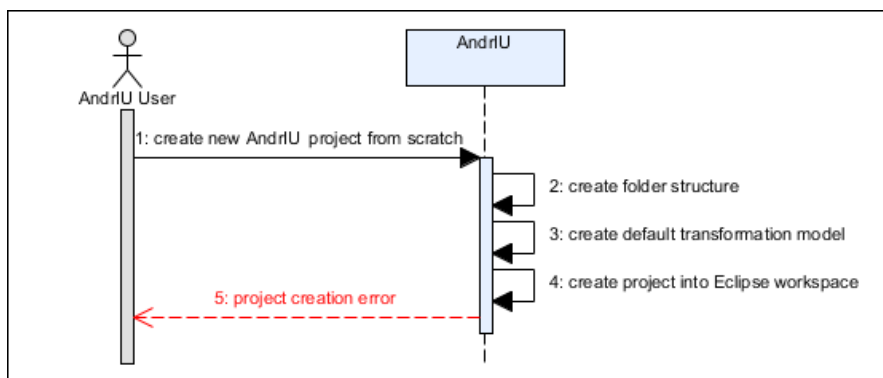 AndrIU
AndrIU User
1: create new AndrIU project from scratch
2: create folder structure
3: create default transformation model
4: create project into Eclipse workspace
5: project creation error